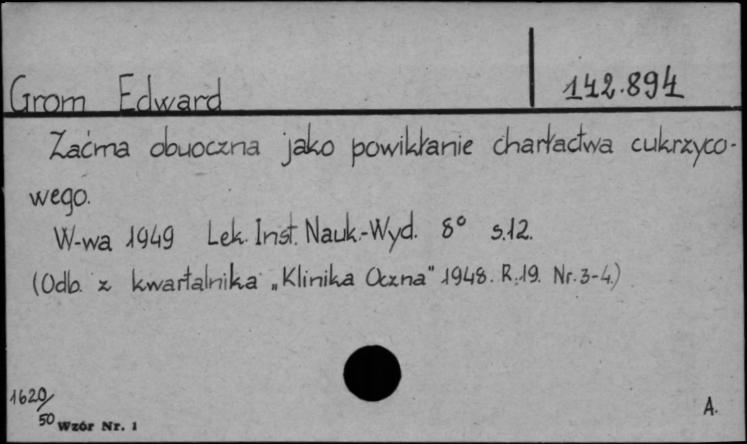 Grom Edward 142.894
Zaćma obuoczna jako powikłanie charłactwa cukrzyco-
wego.
W-wa 1949 Lek. Inst. Nauk.-Wyd. 8° s.12.
(Odb. z kwartalnika „Klinika Oczna" 1948. R.19. Nr.3-4.)
1620/
50 Wzór Nr. 1
A.